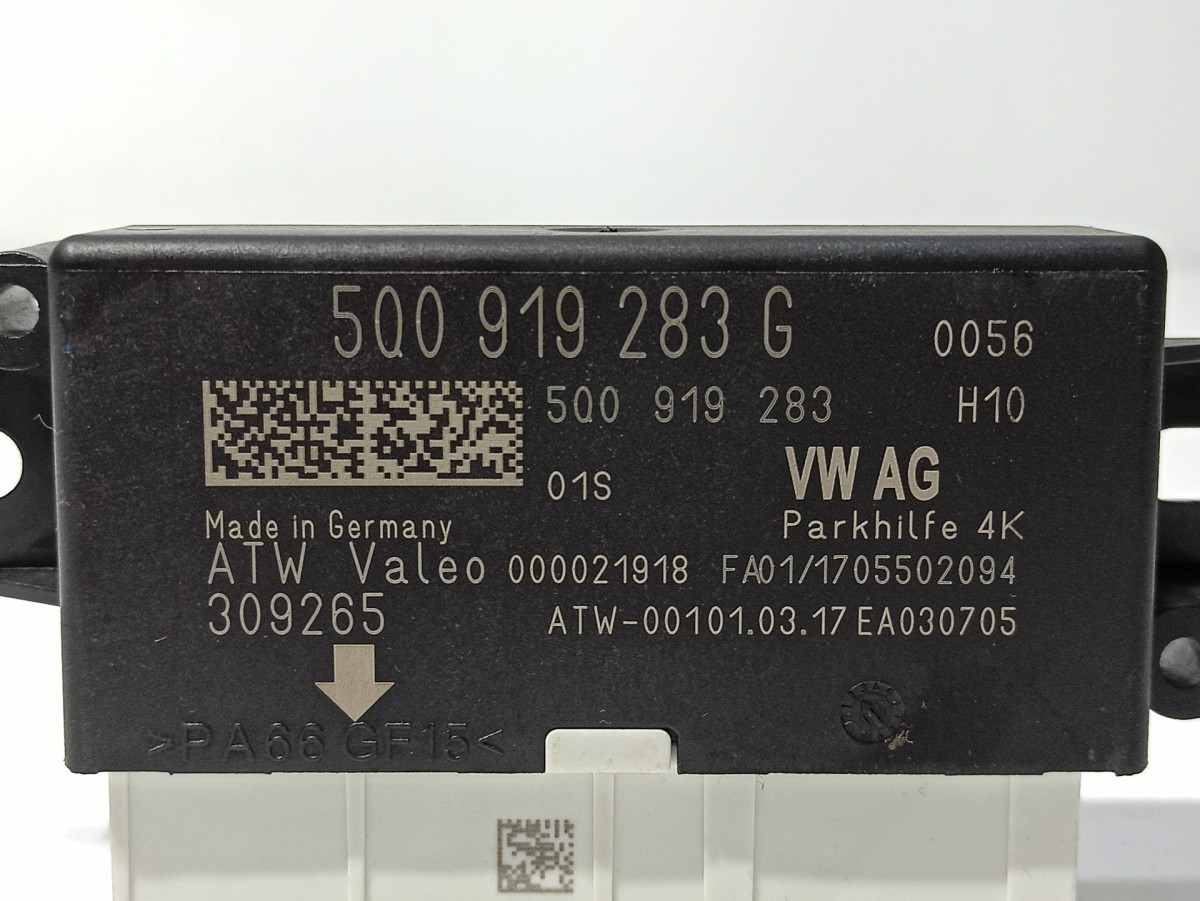 5Q0 919 283 G
0056
5Q0 919 283 H10
01S
VW AG
Made in Germany
Parkhilfe 4K
ATW Valeo 000021918 FA01/1705502094
309265
ATW-00101.03.17 EA030705
>PA66 GF15<